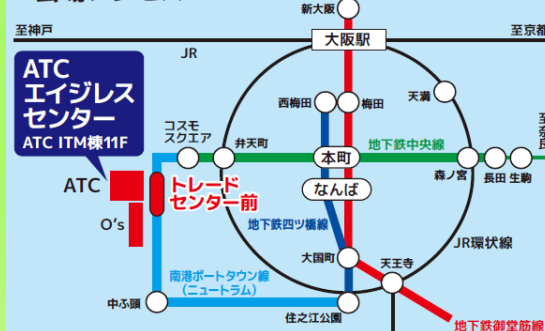 新大阪
至神戸
大阪駅
至京都
JR
ATC
エイジレス
センター
ATC ITM棟11F
西梅田
梅田
天満
コスモ
スクエア
弁天町
本町
地下鉄中央線
至奈良
森ノ宮
長田
生駒
ATC
トレード
センター前
なんば
O's
地下鉄四ツ橋線
JR環状線
大国町
天王寺
南港ポートタウン線
(ニュートラム)
中ふ頭
住之江公園
地下鉄御堂筋線